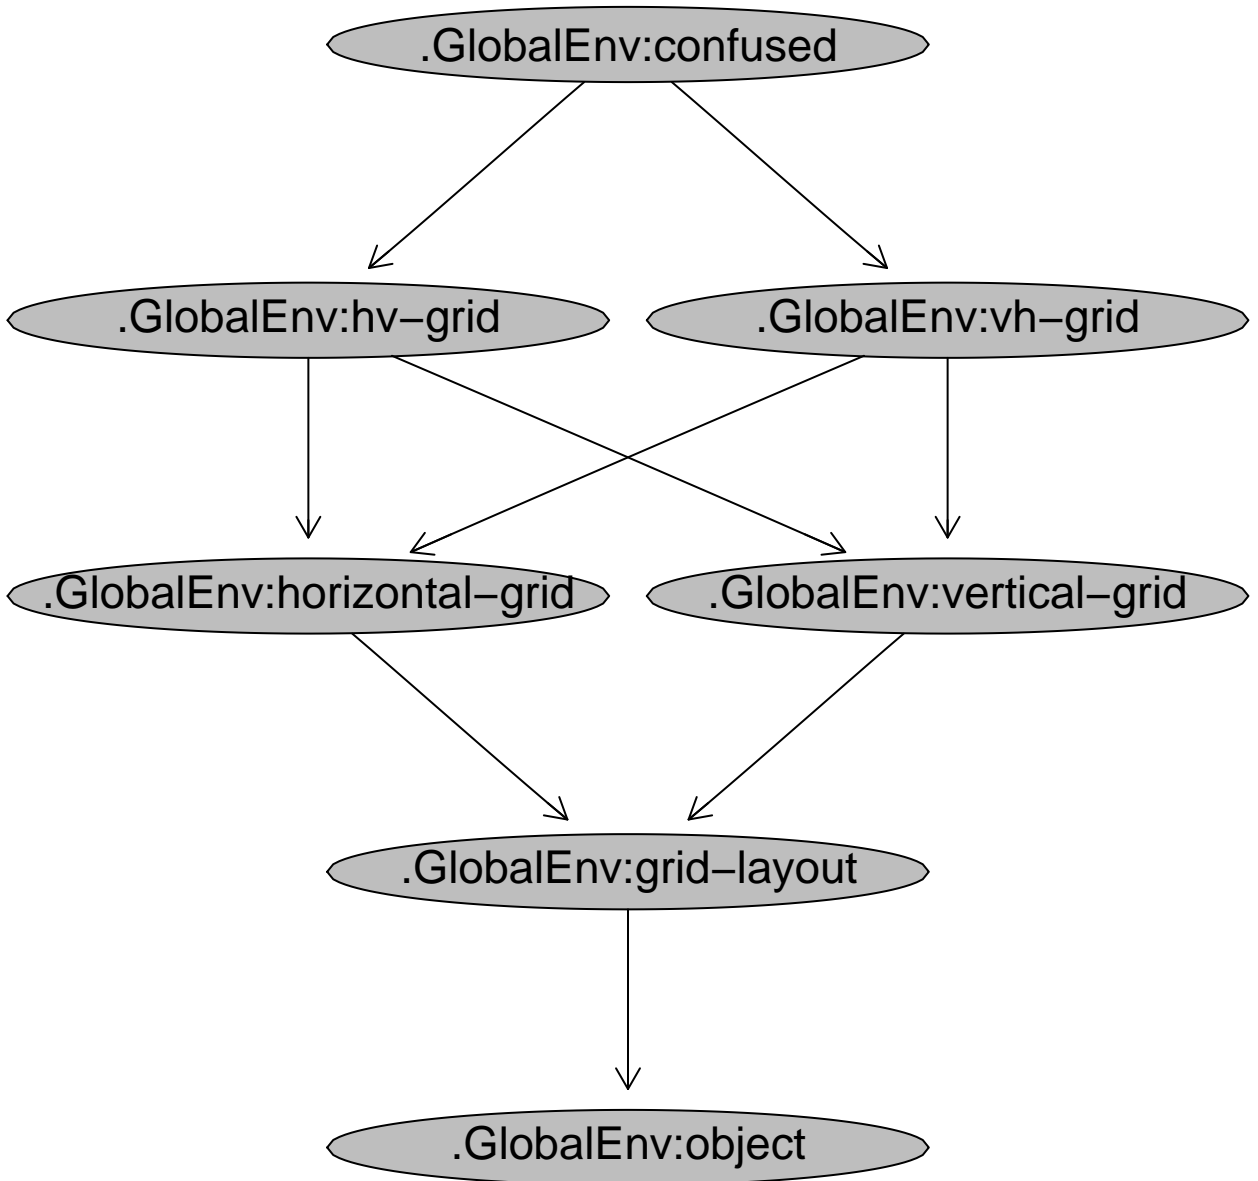 .GlobalEnv:confused
.GlobalEnv:hv−grid
.GlobalEnv:vh−grid
.GlobalEnv:horizontal−grid
.GlobalEnv:vertical−grid
.GlobalEnv:grid−layout
.GlobalEnv:object